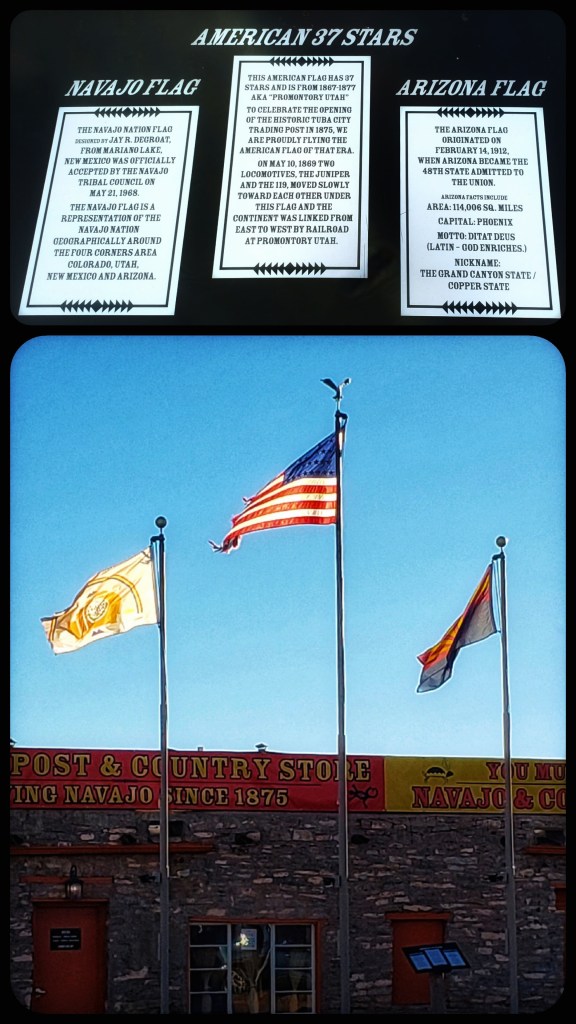 AMERICAN 37 STARS
NAVAJO FLAG
THE NAVAJO NATION FLAG
DESIGNED BY JAY R. DEGROAT,
FROM MARIANO LAKE,
NEW MEXICO WAS OFFICIALLY
ACCEPTED BY THE NAVAJO
TRIBAL COUNCIL ON
MAY 21, 1968.
THE NAVAJO FLAG IS A
REPRESENTATION OF THE
NAVAJO NATION
GEOGRAPHICALLY AROUND
THE FOUR CORNERS AREA
COLORADO, UTAH,
NEW MEXICO AND ARIZONA.
THIS AMERICAN FLAG HAS 37
STARS AND IS FROM 1867-1877
AKA "PROMONTORY UTAH"
TO CELEBRATE THE OPENING
OF THE HISTORIC TUBA CITY
TRADING POST IN 1875, WE
ARE PROUDLY FLYING THE
AMERICAN FLAG OF THAT ERA.
ON MAY 10, 1869 TWO
LOCOMOTIVES, THE JUNIPER
AND THE 119, MOVED SLOWLY
TOWARD EACH OTHER UNDER
THIS FLAG AND THE
CONTINENT WAS LINKED FROM
EAST TO WEST BY RAILROAD
AT PROMONTORY UTAH.
ARIZONA FLAG
THE ARIZONA FLAG
ORIGINATED ON
FEBRUARY 14, 1912,
WHEN ARIZONA BECAME THE
48TH STATE ADMITTED TO
THE UNION.
ARIZONA FACTS INCLUDE
AREA: 114,006 SQ. MILES
CAPITAL: PHOENIX
MOTTO: DITAT DEUS
(LATIN - GOD ENRICHES.)
NICKNAME:
THE GRAND CANYON STATE /
COPPER STATE
POST & COUNTRY STORE
YING NAVAJO SINCE 1875
YOU MU
NAVAJO & CO